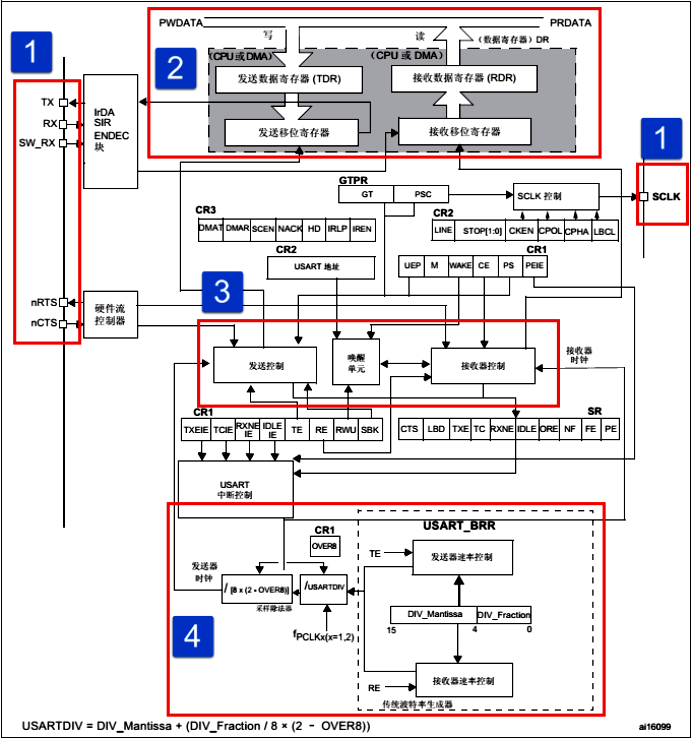 PWDATA
PRDATA
写
读
(数据寄存器) DR
(CPU 或 DMA)
(CPU 或 DMA)
1
2
发送数据寄存器 (TDR)
接收数据寄存器 (RDR)
TX
RX
SW_RX
IrDA
SIR
ENDEC
块
发送移位寄存器
接收移位寄存器
1
GTPR
GT
PSC
SCLK 控制
SCLK
CR3
DMAT
DMAR
SCEN
NACK
HD
IRLP
IREN
CR2
LINE
STOP[1:0]
CKEN
CPOL
CPHA
LBCL
CR2
USART 地址
CR1
UEP
M
WAKE
CE
PS
PEIE
3
nRTS
nCTS
硬件流
控制器
发送控制
唤醒
单元
接收器控制
接收器
时钟
CR1
TXEIE
TCIE
RXNE
IE
IDLE
IE
TE
RE
RWU
SBK
SR
CTS
LBD
TXE
TC
RXNE
IDLE
ORE
NF
FE
PE
USART
中断控制
4
USART_BRR
CR1
OVER8
TE
发送器速率控制
发送器
时钟
/ [8 x (2 - OVER8)]
/USARTDIV
采样除法器
DIV_Mantissa
DIV_Fraction
15
4
0
fPCLKx(x=1,2)
RE
接收器速率控制
传统波特率生成器
USARTDIV = DIV_Mantissa + (DIV_Fraction / 8 × (2 - OVER8))
ai16099